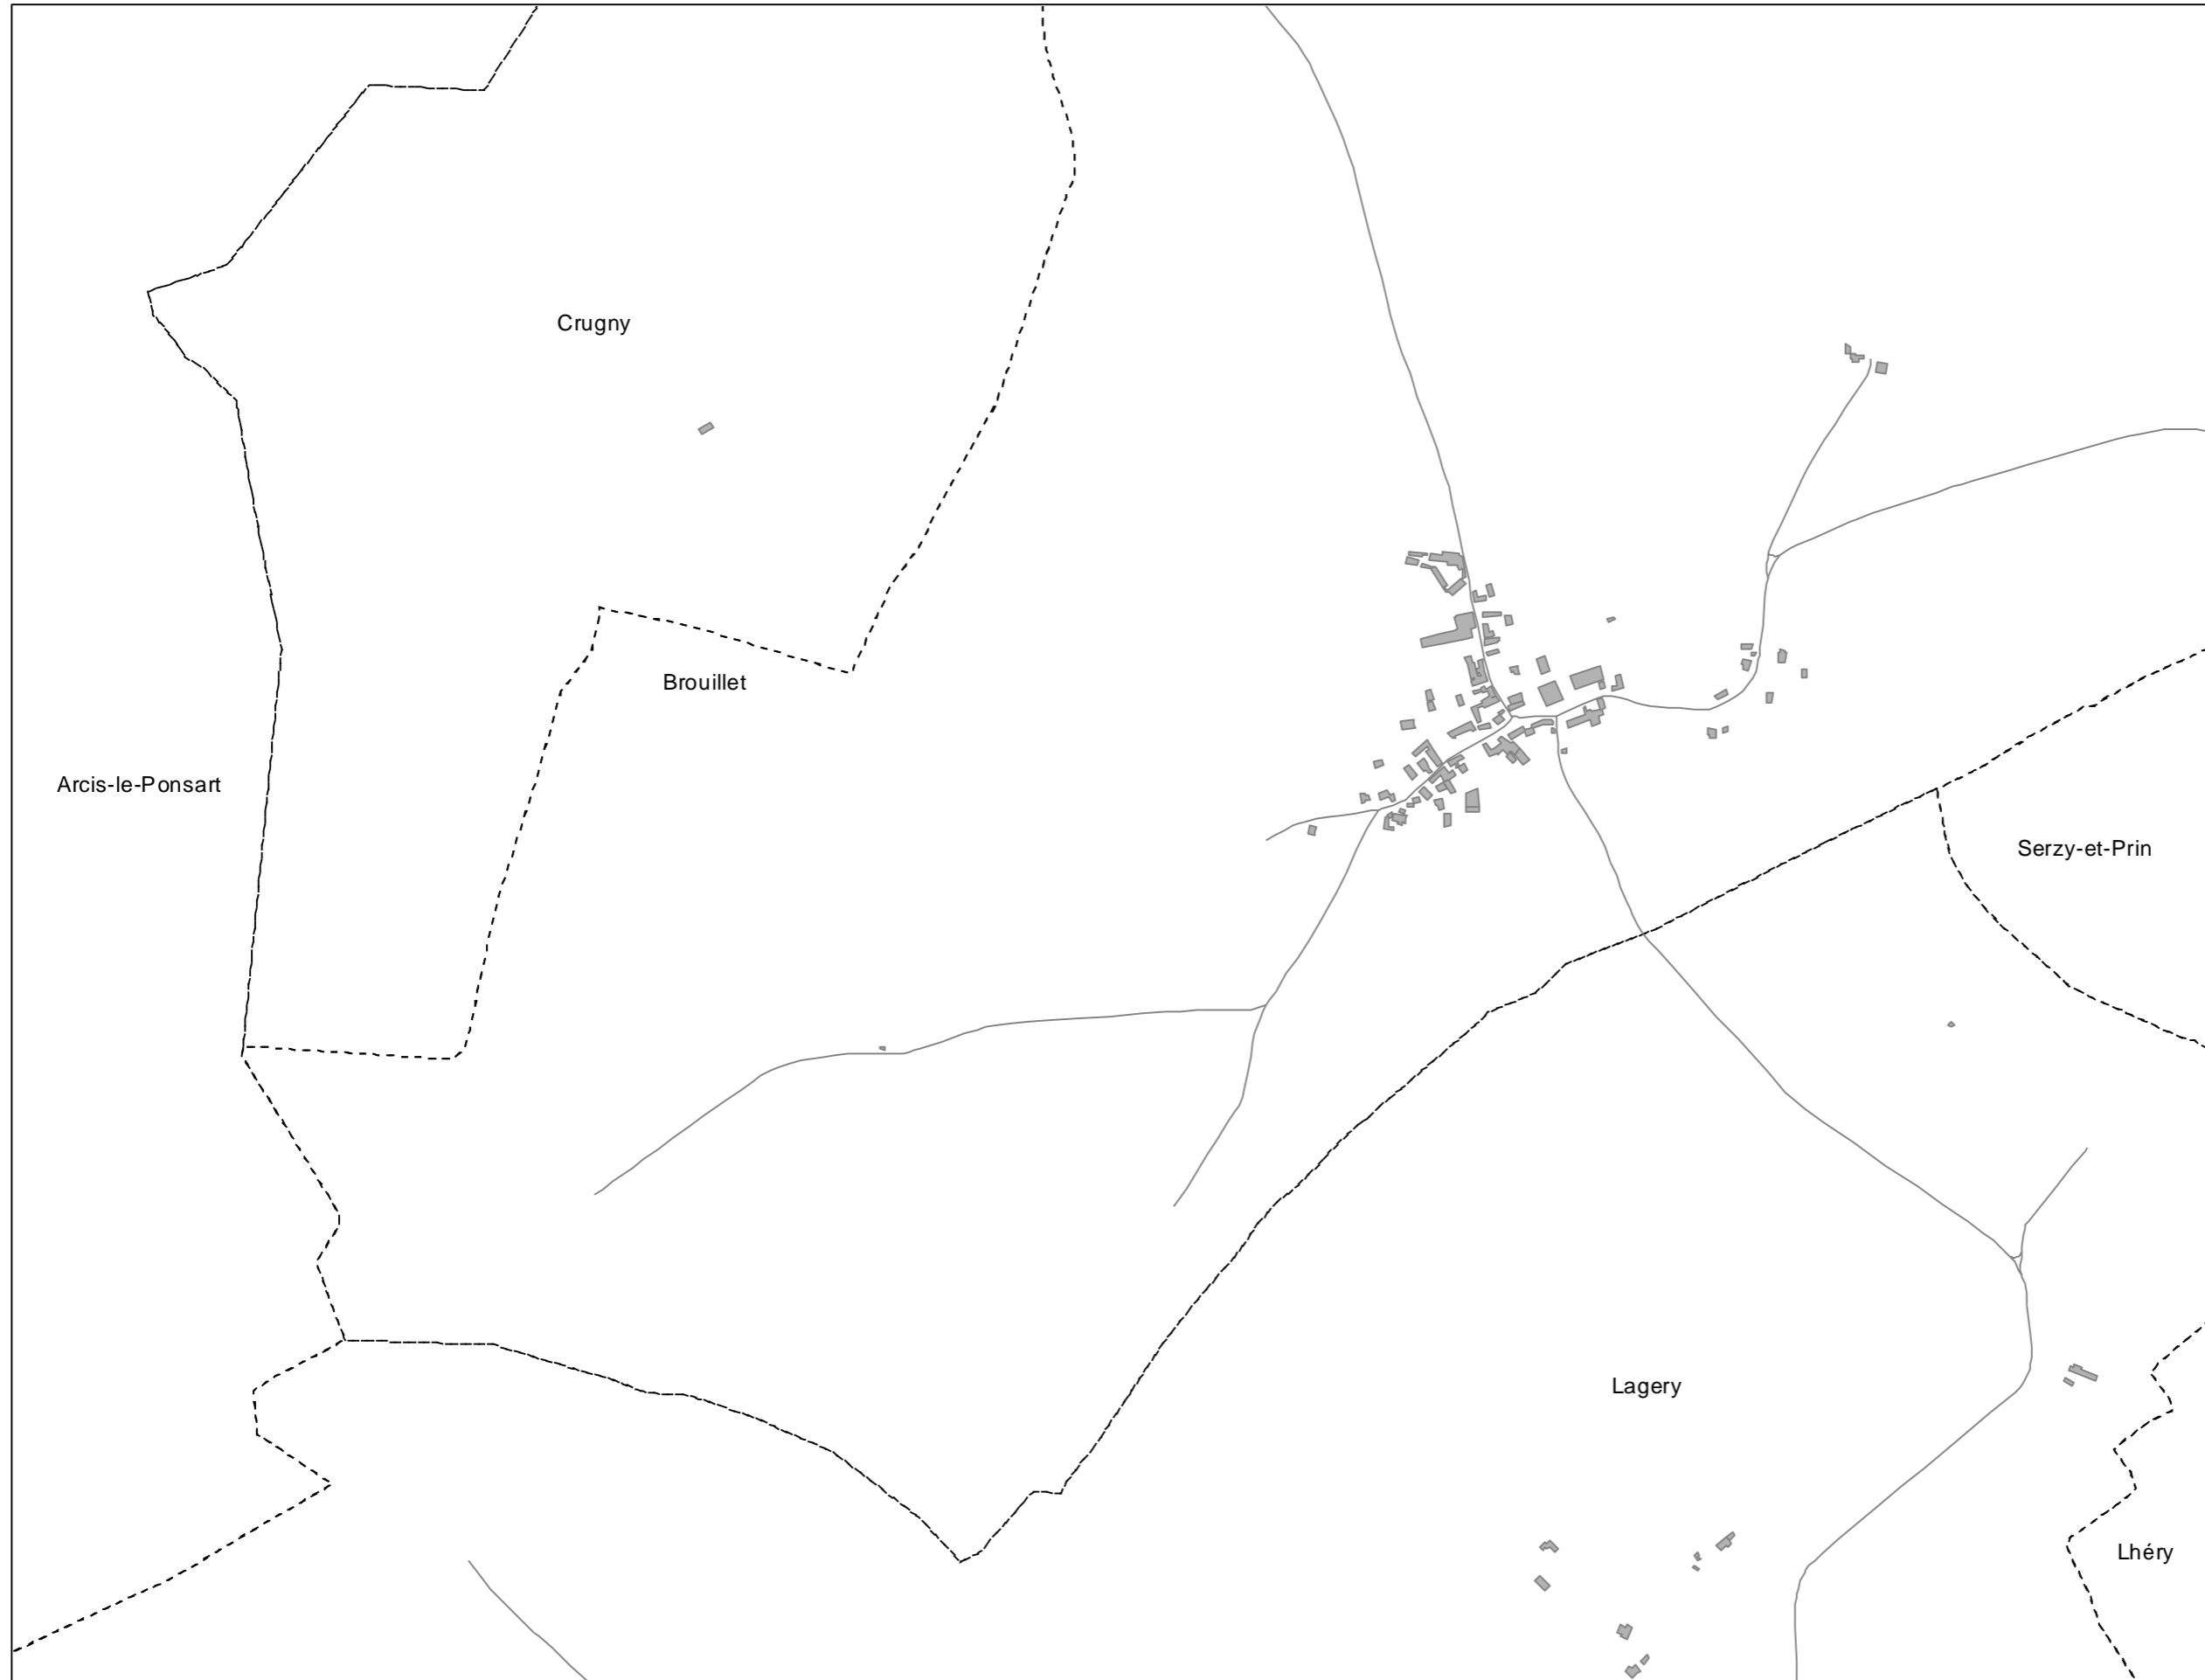 Crugny
Brouillet
Arcis-le-Ponsart
Serzy-et-Prin
Lagery
Lhéry